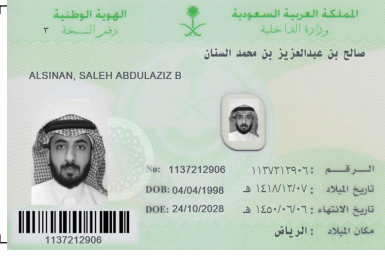 المملكة العربية السعودية
وزارة الداخلية
الهوية الوطنية
رقم النسخة ٣
صالح بن عبدالعزيز بن محمد السنان
ALSINAN, SALEH ABDULAZIZ B
No: 1137212906 الرقم : ١١٣٧٢١٢٩٠٦
DOB: 04/04/1998 تاريخ الميلاد : ١٤١٨/١٢/٠٧ هـ
DOE: 24/10/2028 تاريخ الانتهاء : ١٤٥٠/٠٦/٠٦ هـ
مكان الميلاد : الرياض
1137212906